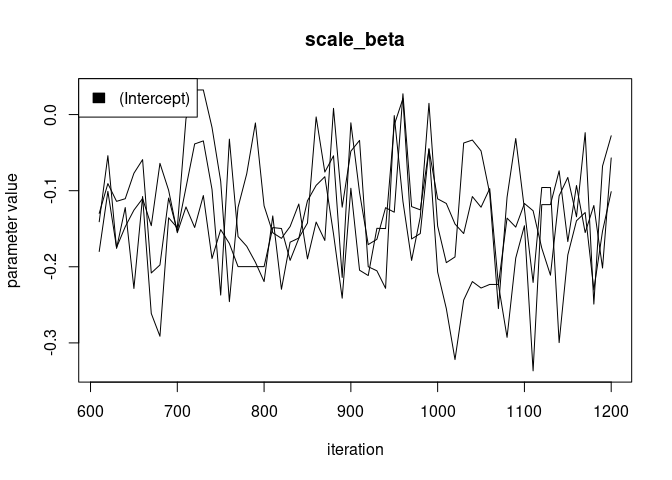 scale_beta
(Intercept)
parameter value
0.0
-0.1
-0.2
-0.3
600 700 800 900 1000 1100 1200
iteration